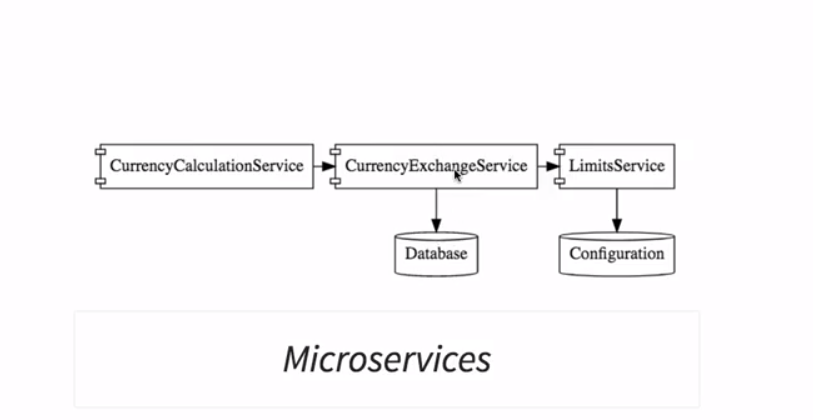 CurrencyCalculationService
CurrencyExchangeService
LimitsService
Database
Configuration
Microservices